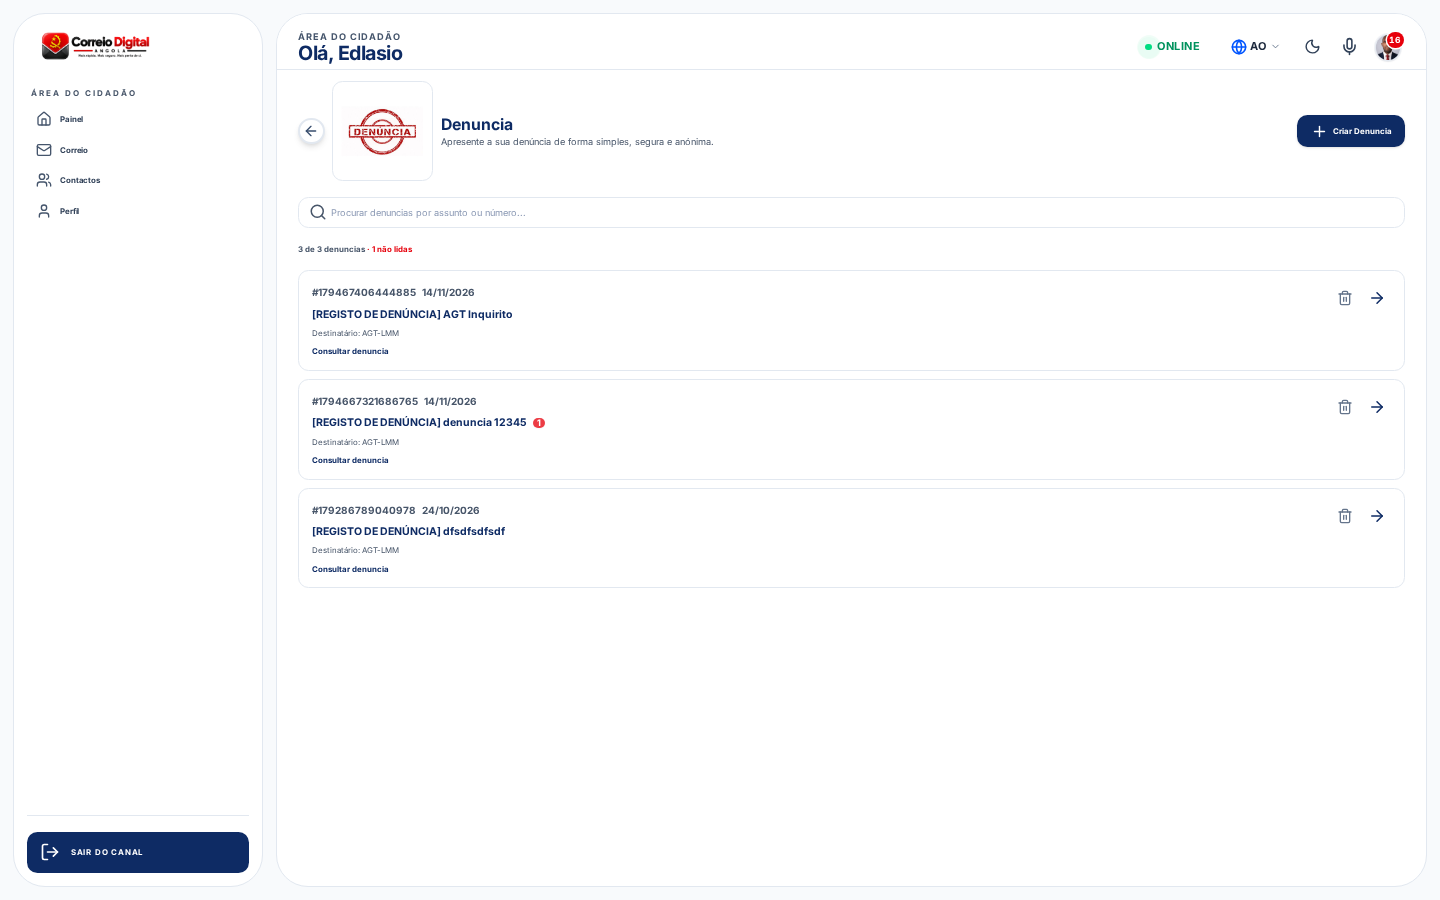 Correio Digital
ANGOLA
ÁREA DO CIDADÃO
Painel
Correio
Contactos
Perfil
SAIR DO CANAL
ÁREA DO CIDADÃO
Olá, Edlasio
ONLINE
AO
16
DENÚNCIA
Denuncia
Apresente a sua denúncia de forma simples, segura e anónima.
Criar Denuncia
Procurar denuncias por assunto ou número...
3 de 3 denuncias · 1 não lidas
#179467406444885 14/11/2026
[REGISTO DE DENÚNCIA] AGT Inquirito
Destinatário: AGT-LMM
Consultar denuncia
#1794667321686765 14/11/2026
[REGISTO DE DENÚNCIA] denuncia 12345 1
Destinatário: AGT-LMM
Consultar denuncia
#179286789040978 24/10/2026
[REGISTO DE DENÚNCIA] dfsdfsdfsdf
Destinatário: AGT-LMM
Consultar denuncia